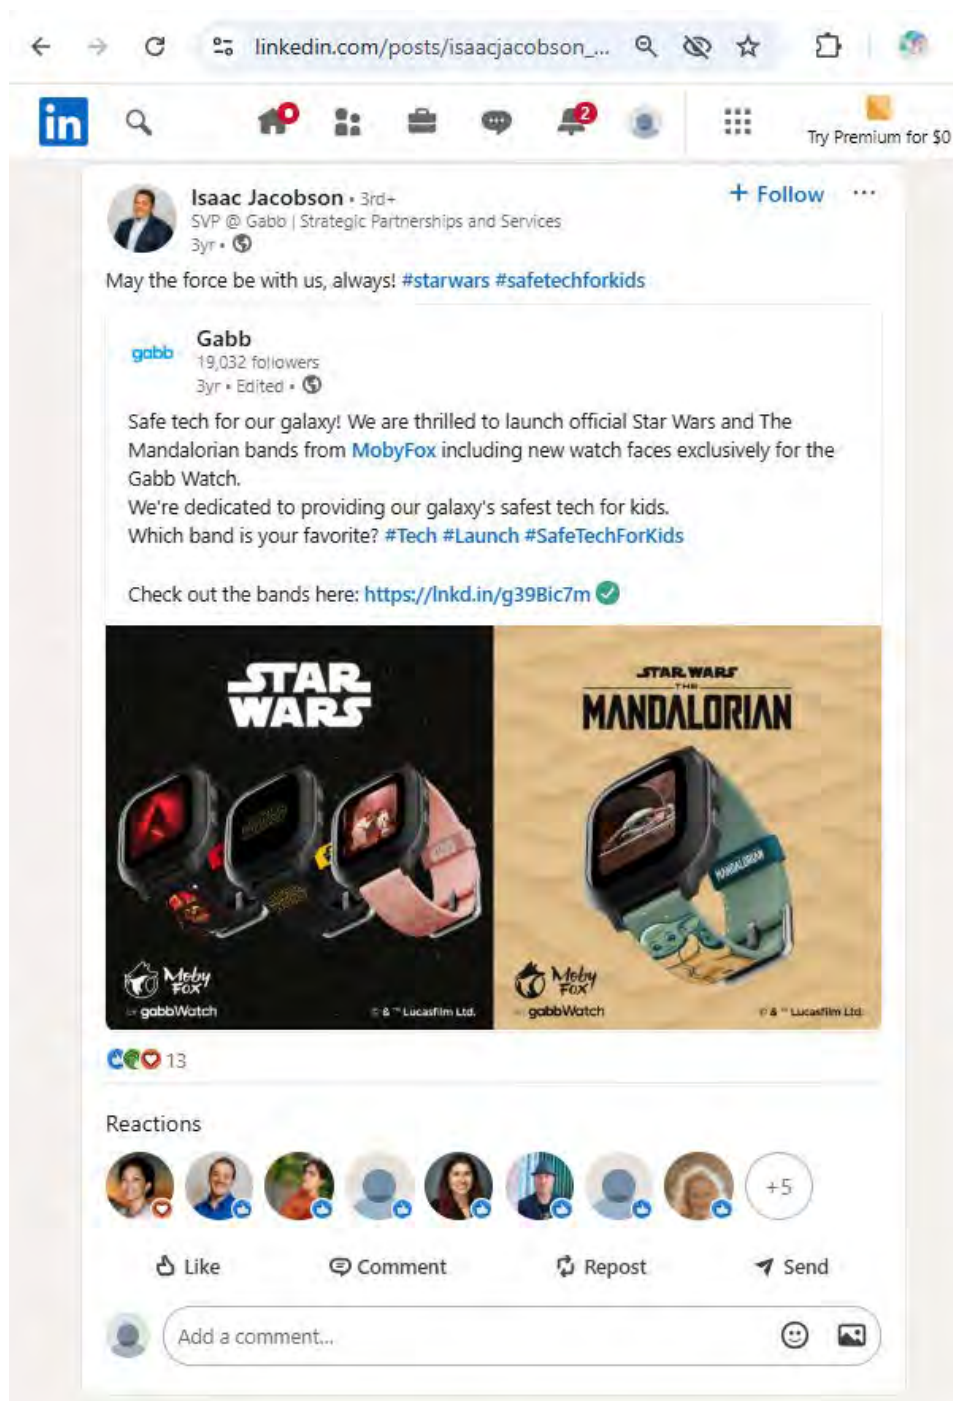 linkedin.com/posts/isaacjacobson_...
in
2
Try Premium for $0
Isaac Jacobson • 3rd+
+ Follow ...
SVP @ Gabb | Strategic Partnerships and Services
3yr •
May the force be with us, always! #starwars #safetechforkids
gabb
Gabb
19,032 followers
3yr • Edited •
Safe tech for our galaxy! We are thrilled to launch official Star Wars and The
Mandalorian bands from MobyFox including new watch faces exclusively for the
Gabb Watch.
We're dedicated to providing our galaxy's safest tech for kids.
Which band is your favorite? #Tech #Launch #SafeTechForKids
Check out the bands here: https://lnkd.in/g39Bic7m
STAR
WARS
STAR WARS
THE
MANDALORIAN
MANDALORIAN
Moby
Fox
gabbWatch
© & ™ Lucasfilm Ltd.
Moby
Fox
gabbWatch
© & ™ Lucasfilm Ltd.
13
Reactions
+5
Like
Comment
Repost
Send
Add a comment...